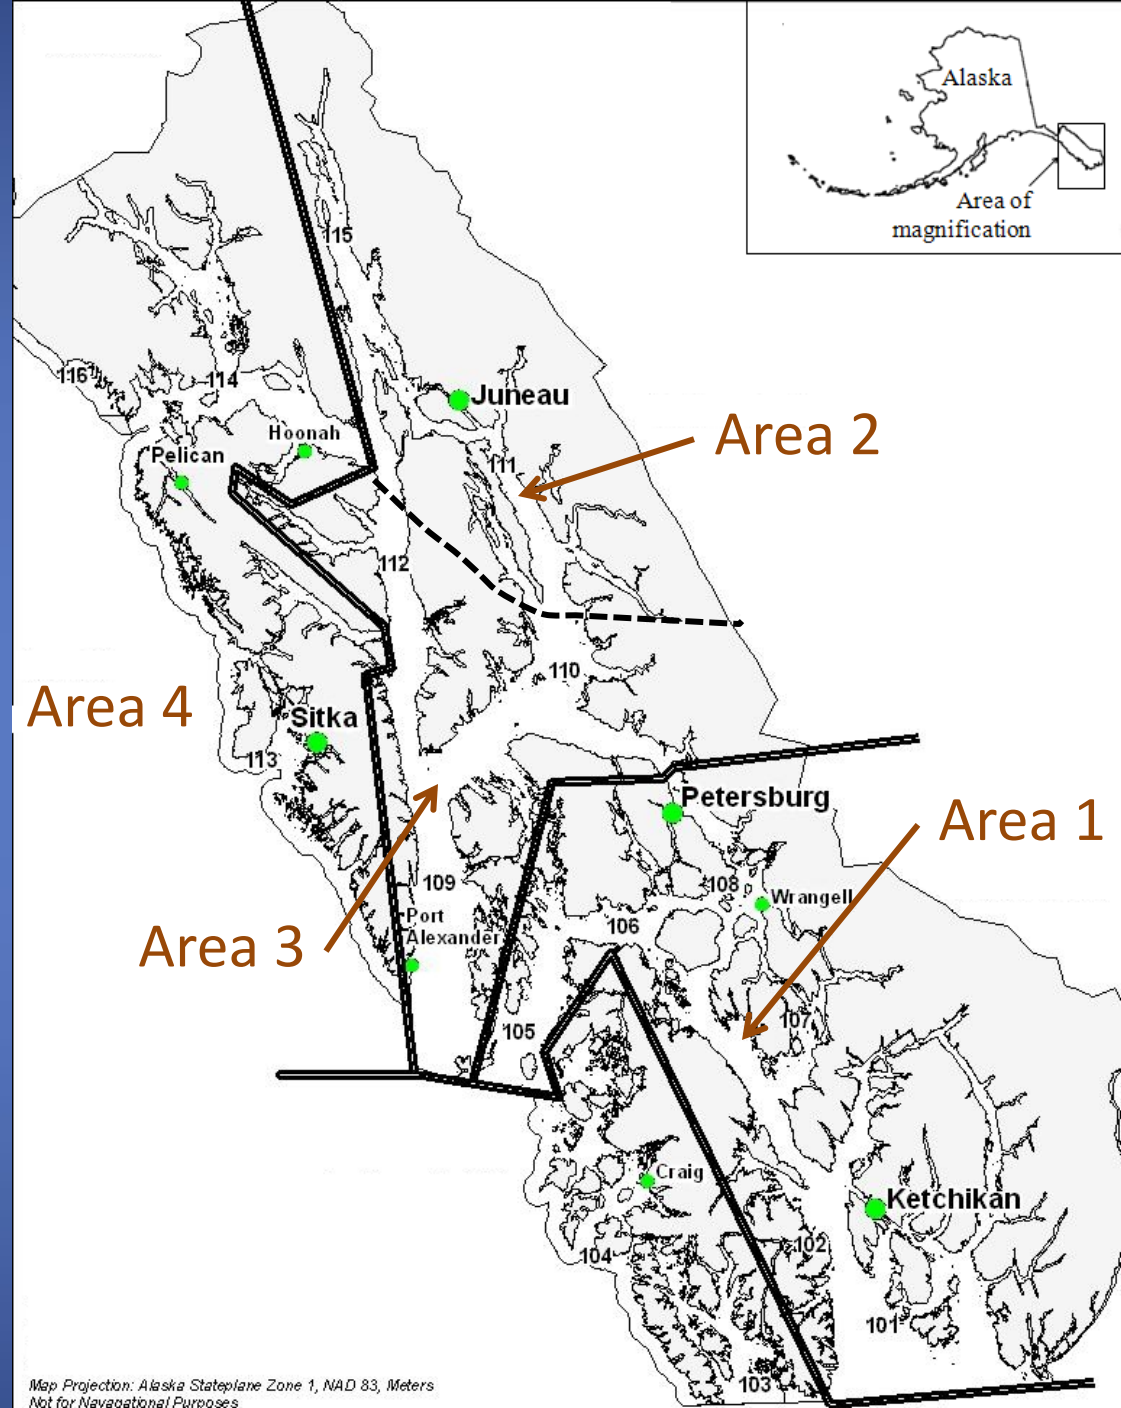 Alaska
Area of
magnification
115
116
114
Juneau
Hoonah
Pelican
Area 2
111
112
110
Area 4
Sitka
113
Petersburg
Area 1
109
108
Wrangell
Port
Alexander
106
Area 3
105
107
Craig
Ketchikan
102
104
101
103
Map Projection: Alaska Stateplane Zone 1, NAD 83, Meters
Not for Navagational Purposes